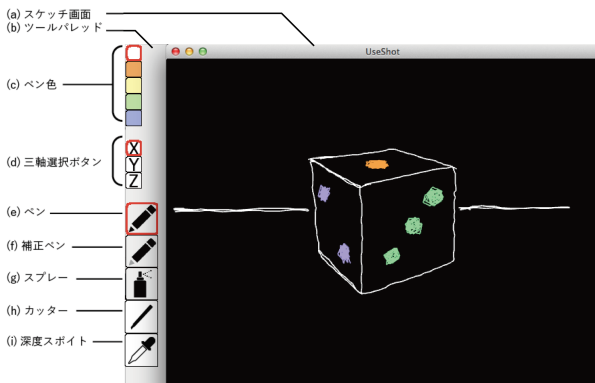 (a) スケッチ画面
(b) ツールパレッド
UseShot
(c) ペン色
(d) 三軸選択ボタン
X
Y
Z
(e) ペン
(f) 補正ペン
(g) スプレー
(h) カッター
(i) 深度スポイト